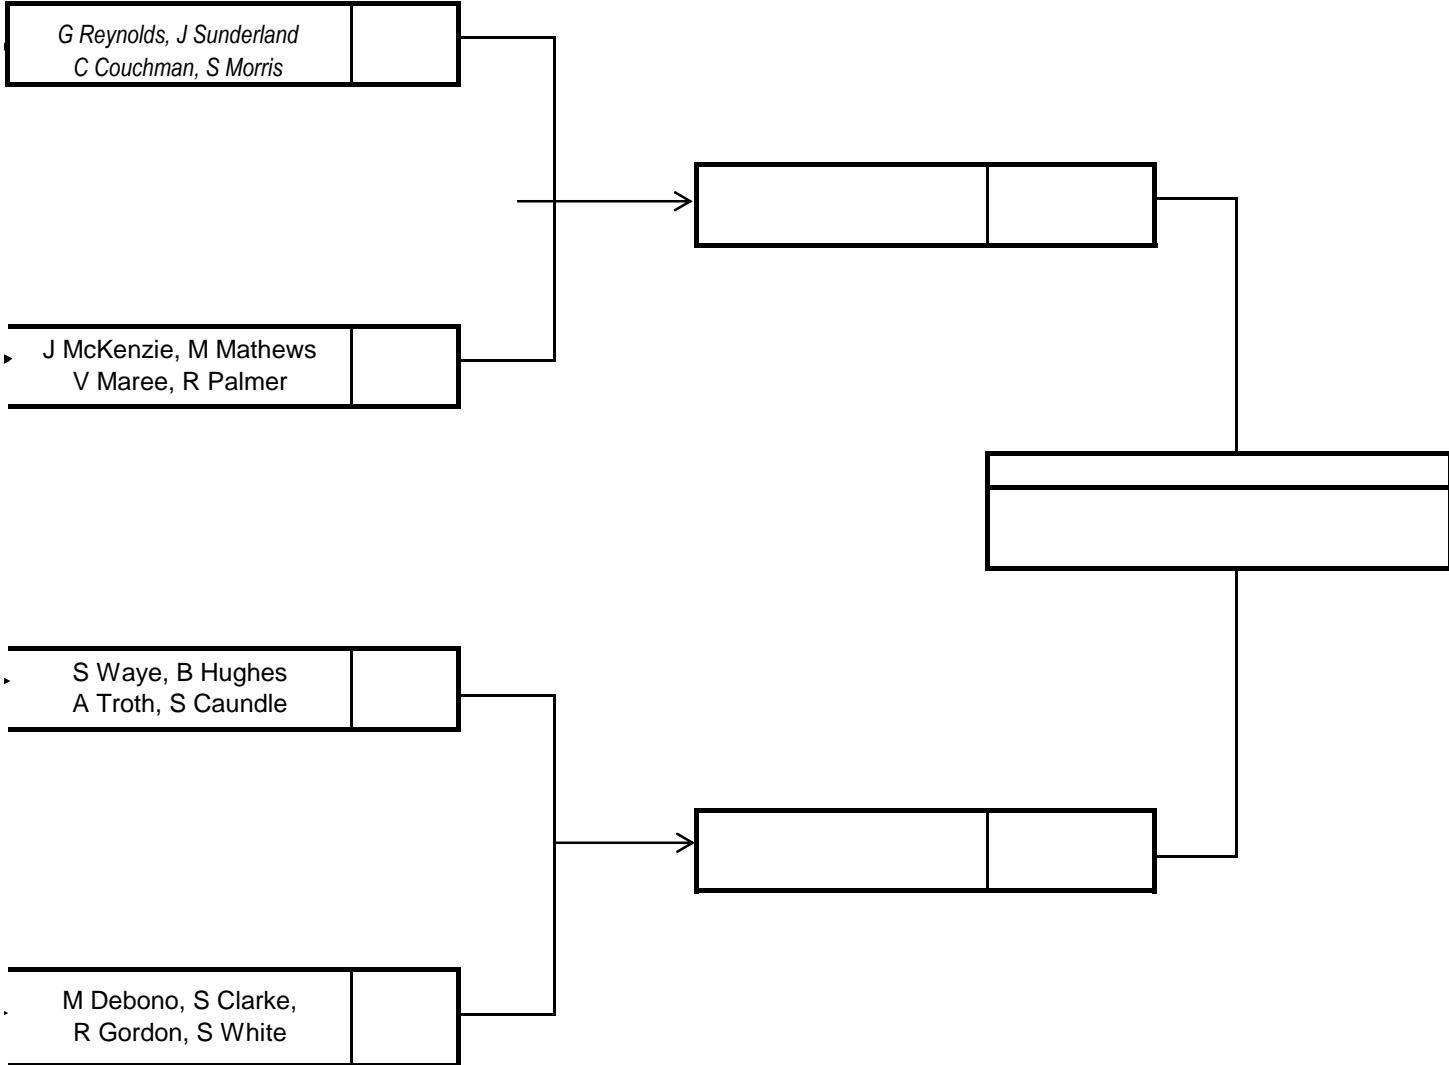 G Reynolds, J Sunderland
C Couchman, S Morris
J McKenzie, M Mathews
V Maree, R Palmer
S Waye, B Hughes
A Troth, S Caundle
M Debono, S Clarke,
R Gordon, S White